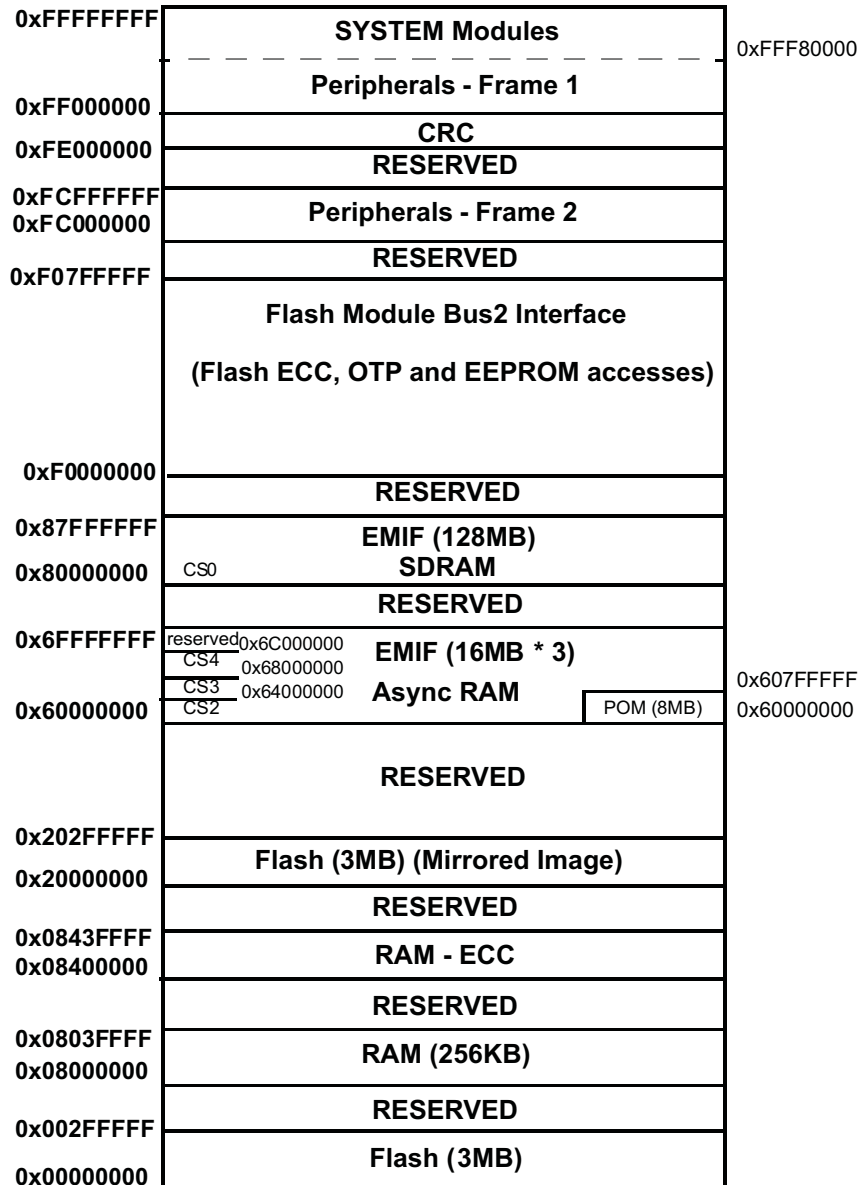 0xFFFFFFFF
SYSTEM Modules
0xFFF80000
Peripherals - Frame 1
0xFF000000
CRC
0xFE000000
RESERVED
0xFCFFFFFF
Peripherals - Frame 2
0xFC000000
RESERVED
0xF07FFFFF
Flash Module Bus2 Interface
(Flash ECC, OTP and EEPROM accesses)
0xF0000000
RESERVED
0x87FFFFFF
EMIF (128MB)
0x80000000
CS0
SDRAM
RESERVED
0x6FFFFFFF
reserved
0x6C000000
EMIF (16MB * 3)
CS4
0x68000000
0x607FFFFF
CS3
0x64000000
Async RAM
0x60000000
CS2
POM (8MB)
0x60000000
RESERVED
0x202FFFFF
Flash (3MB) (Mirrored Image)
0x20000000
RESERVED
0x0843FFFF
RAM - ECC
0x08400000
RESERVED
0x0803FFFF
RAM (256KB)
0x08000000
RESERVED
0x002FFFFF
Flash (3MB)
0x00000000